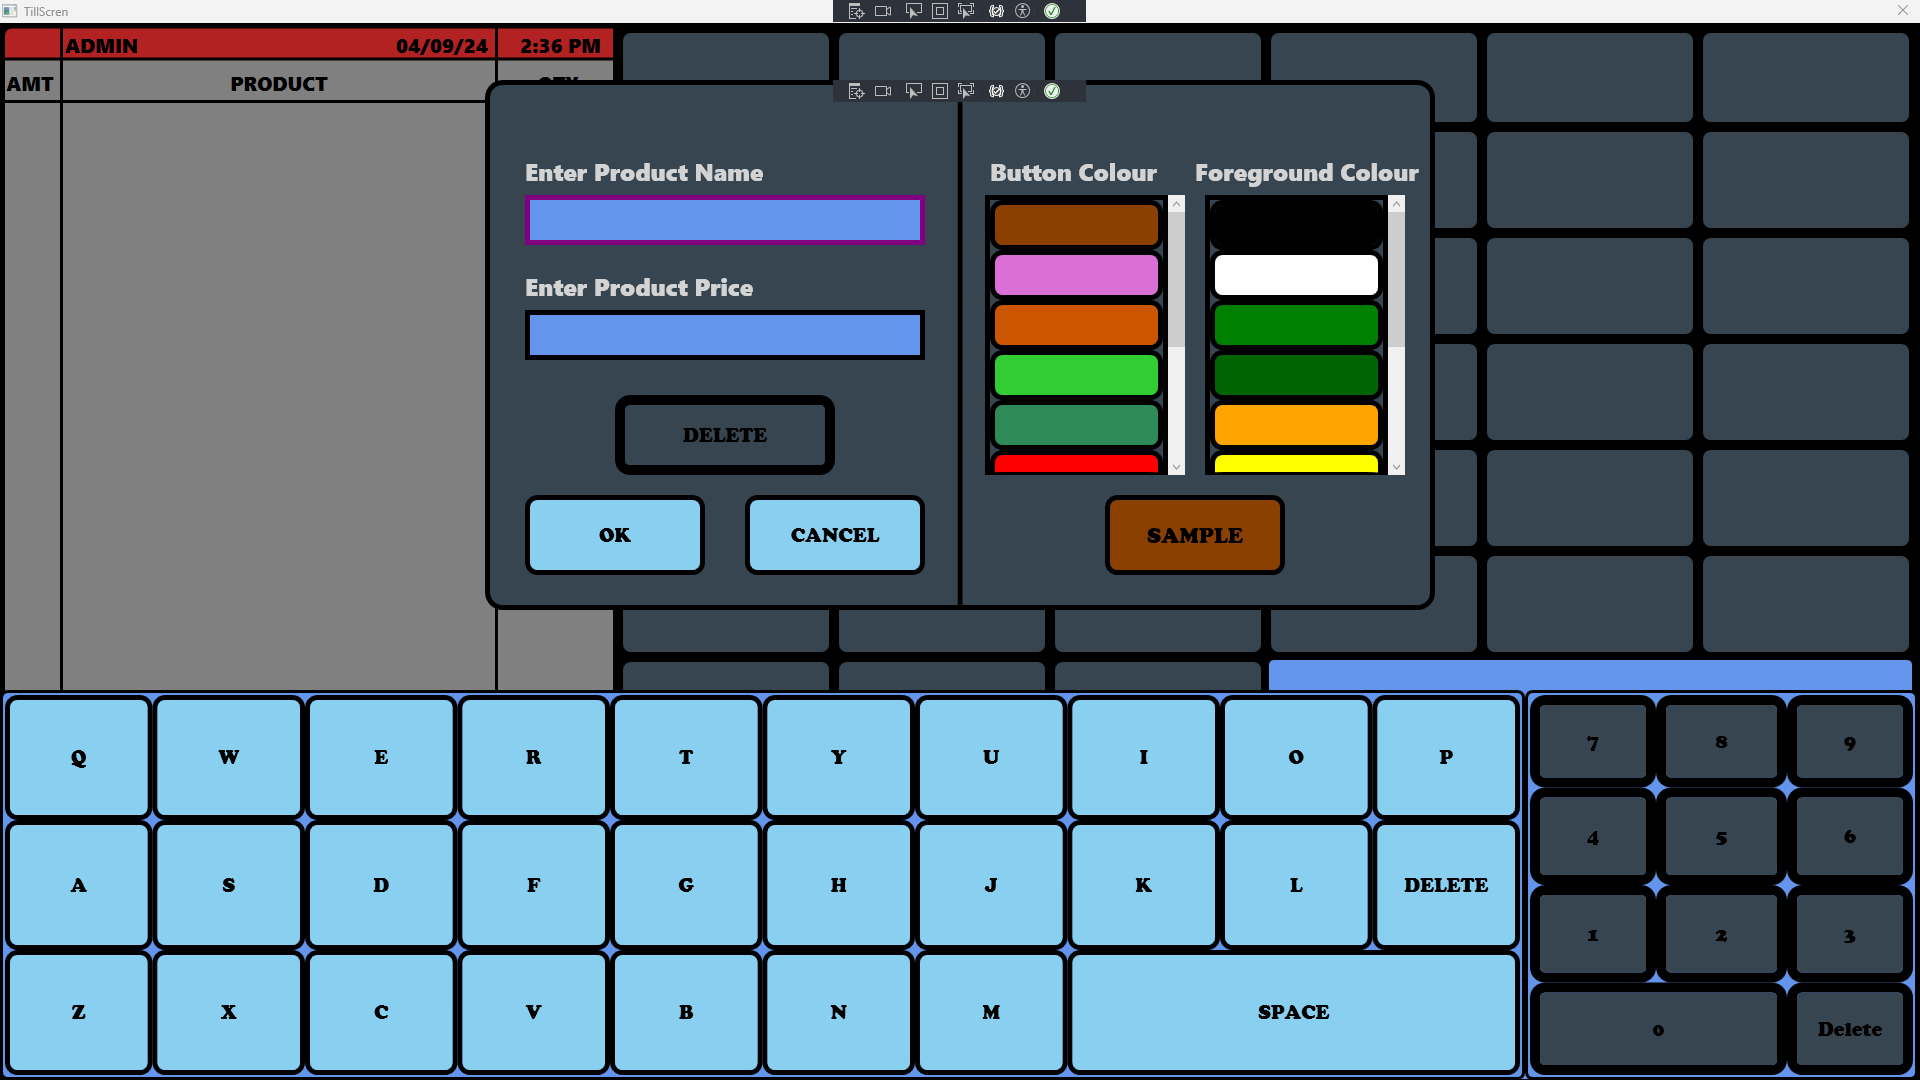 TillScren
ADMIN 04/09/24 2:36 PM
AMT PRODUCT QTY
Enter Product Name
Enter Product Price
DELETE
OK CANCEL
Button Colour Foreground Colour
SAMPLE
Q W E R T Y U I O P
A S D F G H J K L DELETE
Z X C V B N M SPACE
7 8 9
4 5 6
1 2 3
0 Delete